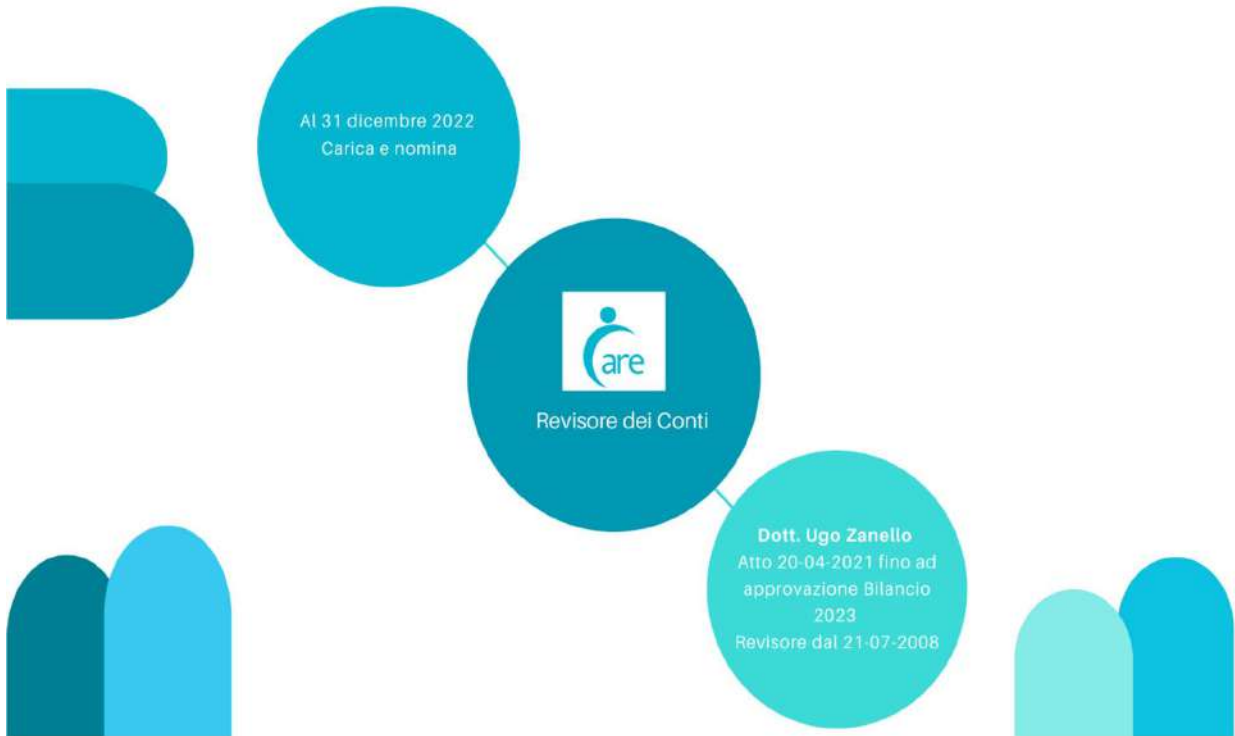 Al 31 dicembre 2022
Carica e nomina
Care
Revisore dei Conti
Dott. Ugo Zanello
Atto 20-04-2021 fino ad
approvazione Bilancio
2023
Revisore dal 21-07-2008